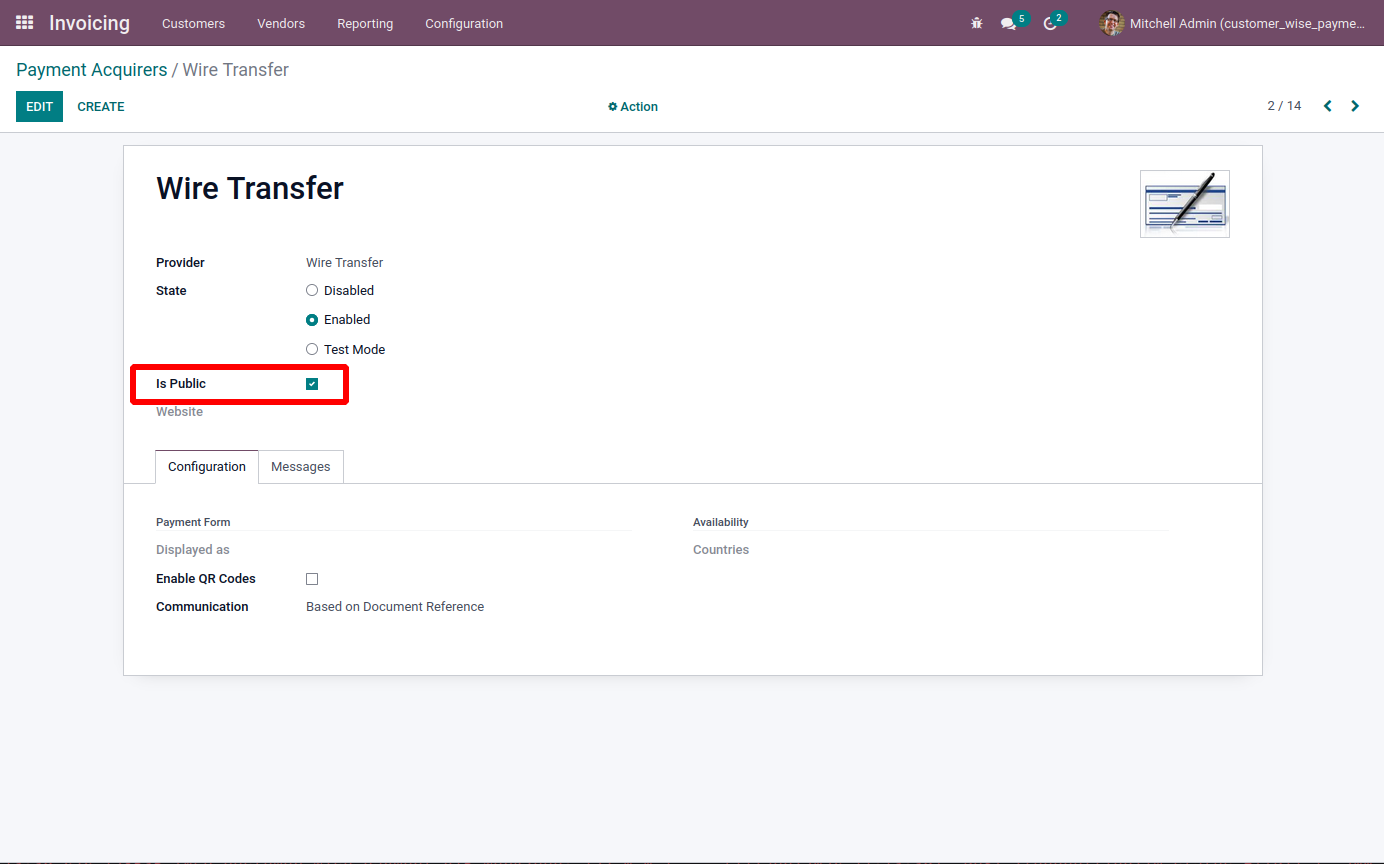 Invoicing Customers Vendors Reporting Configuration 5 2 Mitchell Admin (customer_wise_payme...
Payment Acquirers / Wire Transfer
EDIT CREATE Action 2 / 14
Wire Transfer
Provider Wire Transfer
State Disabled
Enabled
Test Mode
Is Public
Website
Configuration Messages
Payment Form Availability
Displayed as Countries
Enable QR Codes
Communication Based on Document Reference